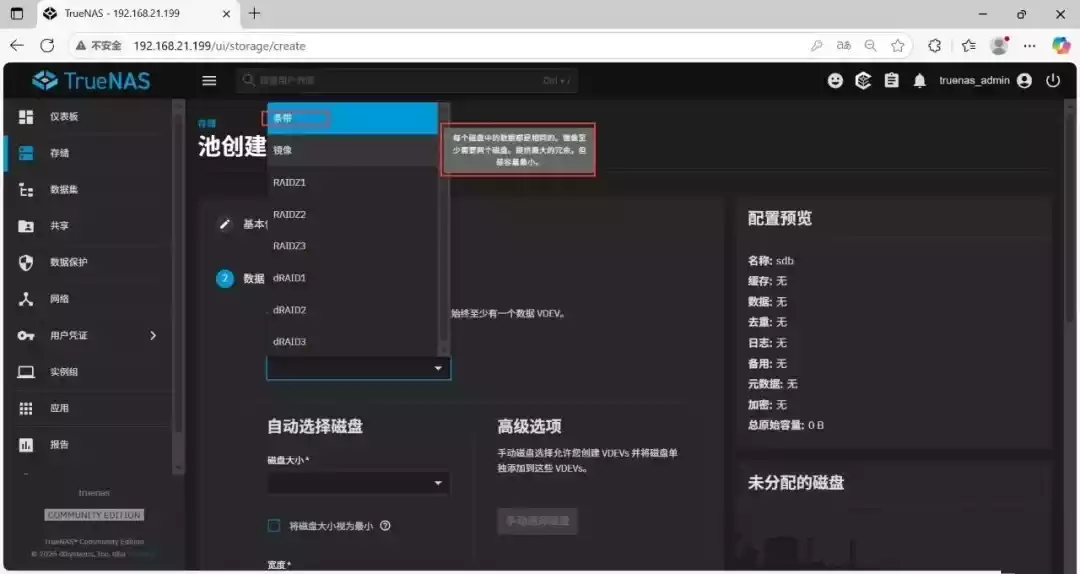 TrueNAS - 192.168.21.199
不安全
192.168.21.199/ui/storage/create
TrueNAS
搜索用户界面
Ctrl + /
truenas_admin
仪表板
存储
数据集
共享
数据保护
网络
用户凭证
实例组
应用
报告
truenas
COMMUNITY EDITION
TrueNAS® Community Edition
存储
池创建
基本
2
数据
条带
镜像
RAIDZ1
RAIDZ2
RAIDZ3
dRAID1
dRAID2
dRAID3
每个磁盘中的数据都是相同的。镜像至
少需要两个磁盘。提供最大的冗余，但
是容量最小。
始终至少有一个数据 VDEV。
自动选择磁盘
磁盘大小*
将磁盘大小视为最小
宽度*
高级选项
手动磁盘选择允许您创建 VDEVs 并将磁盘单
独添加到这些 VDEVs。
手动选择磁盘
配置预览
名称: sdb
缓存: 无
数据: 无
去重: 无
日志: 无
备用: 无
元数据: 无
加密: 无
总原始容量: 0 B
未分配的磁盘